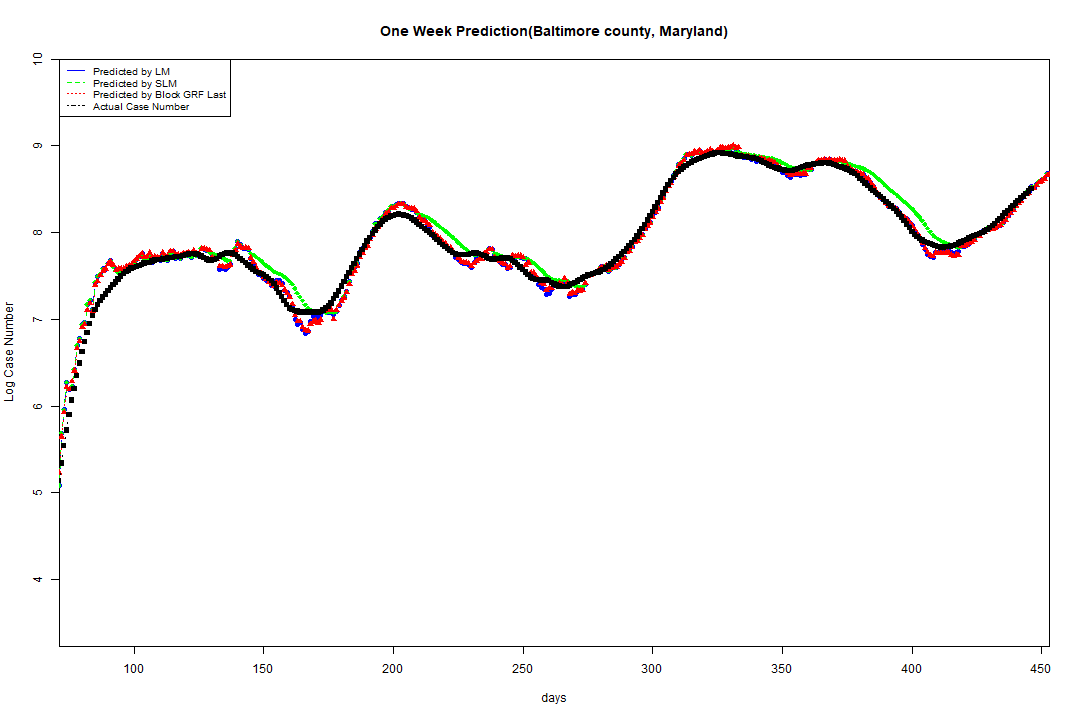 One Week Prediction(Baltimore county, Maryland)
Predicted by LM
Predicted by SLM
Predicted by Block GRF Last
Actual Case Number
Log Case Number
10
9
8
7
6
5
4
100 150 200 250 300 350 400 450
days